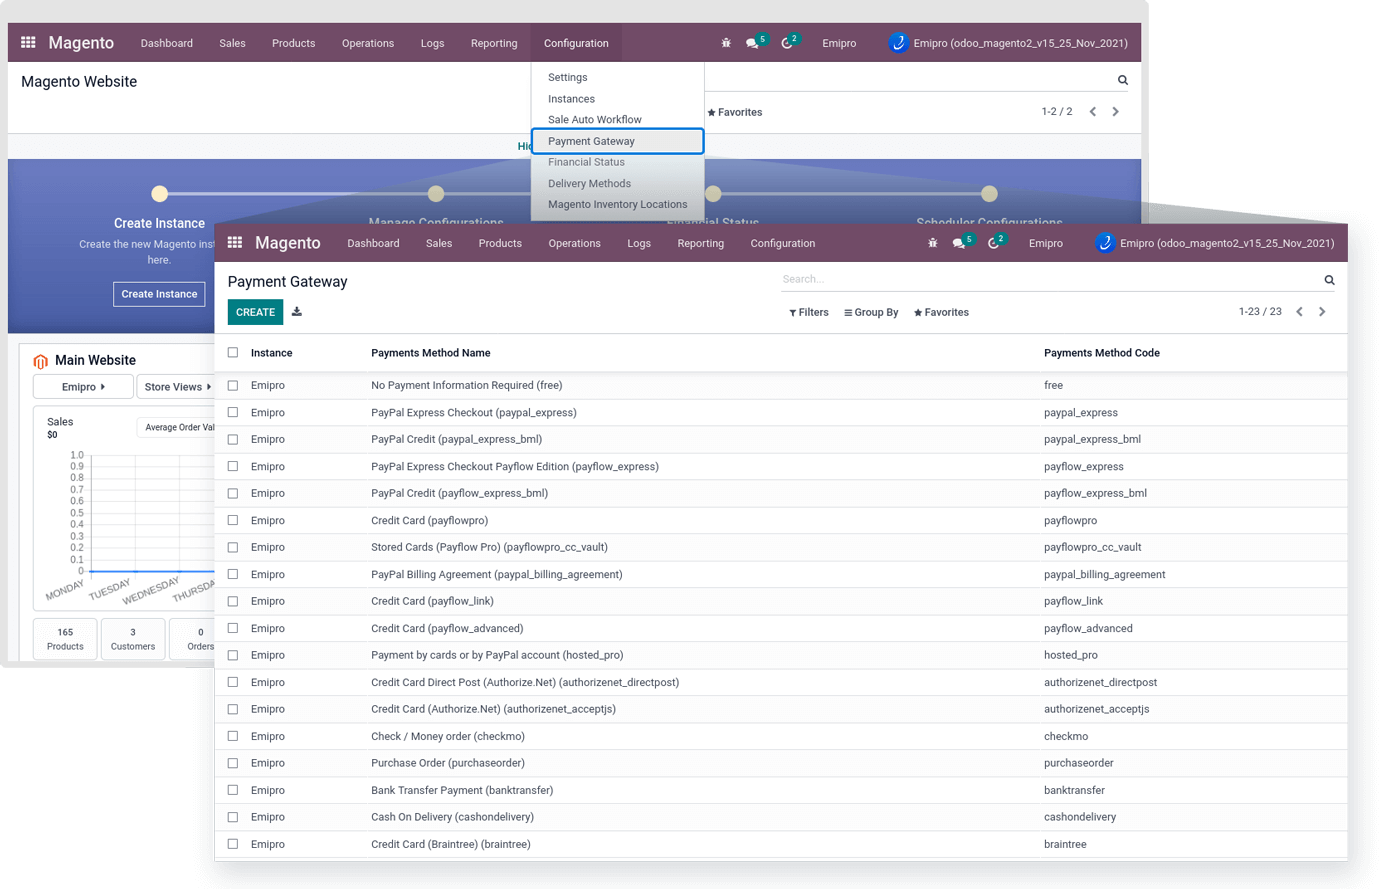 Magento Dashboard Sales Products Operations Logs Reporting Configuration 5 2 Emipro Emipro (odoo_magento2_v15_25_Nov_2021)
Magento Website
Settings
Instances
Favorites 1-2 / 2
Sale Auto Workflow
Payment Gateway
Financial Status
Delivery Methods
Magento Inventory Locations
Create Instance Manage Configurations Financial Status Scheduler Configurations
Create the new Magento inst
here.
Create Instance
Main Website
Emipro Store Views
Sales
$0
Average Order Val
1.0
0.9
0.8
0.7
0.6
0.5
0.4
0.3
0.2
0.1
0
MONDAY TUESDAY WEDNESDAY THURSDA
165 3 0
Products Customers Orders
Magento Dashboard Sales Products Operations Logs Reporting Configuration 5 2 Emipro Emipro (odoo_magento2_v15_25_Nov_2021)
Payment Gateway Search...
CREATE Filters Group By Favorites 1-23 / 23
Instance Payments Method Name Payments Method Code
Emipro No Payment Information Required (free) free
Emipro PayPal Express Checkout (paypal_express) paypal_express
Emipro PayPal Credit (paypal_express_bml) paypal_express_bml
Emipro PayPal Express Checkout Payflow Edition (payflow_express) payflow_express
Emipro PayPal Credit (payflow_express_bml) payflow_express_bml
Emipro Credit Card (payflowpro) payflowpro
Emipro Stored Cards (Payflow Pro) (payflowpro_cc_vault) payflowpro_cc_vault
Emipro PayPal Billing Agreement (paypal_billing_agreement) paypal_billing_agreement
Emipro Credit Card (payflow_link) payflow_link
Emipro Credit Card (payflow_advanced) payflow_advanced
Emipro Payment by cards or by PayPal account (hosted_pro) hosted_pro
Emipro Credit Card Direct Post (Authorize.Net) (authorizenet_directpost) authorizenet_directpost
Emipro Credit Card (Authorize.Net) (authorizenet_acceptjs) authorizenet_acceptjs
Emipro Check / Money order (checkmo) checkmo
Emipro Purchase Order (purchaseorder) purchaseorder
Emipro Bank Transfer Payment (banktransfer) banktransfer
Emipro Cash On Delivery (cashondelivery) cashondelivery
Emipro Credit Card (Braintree) (braintree) braintree